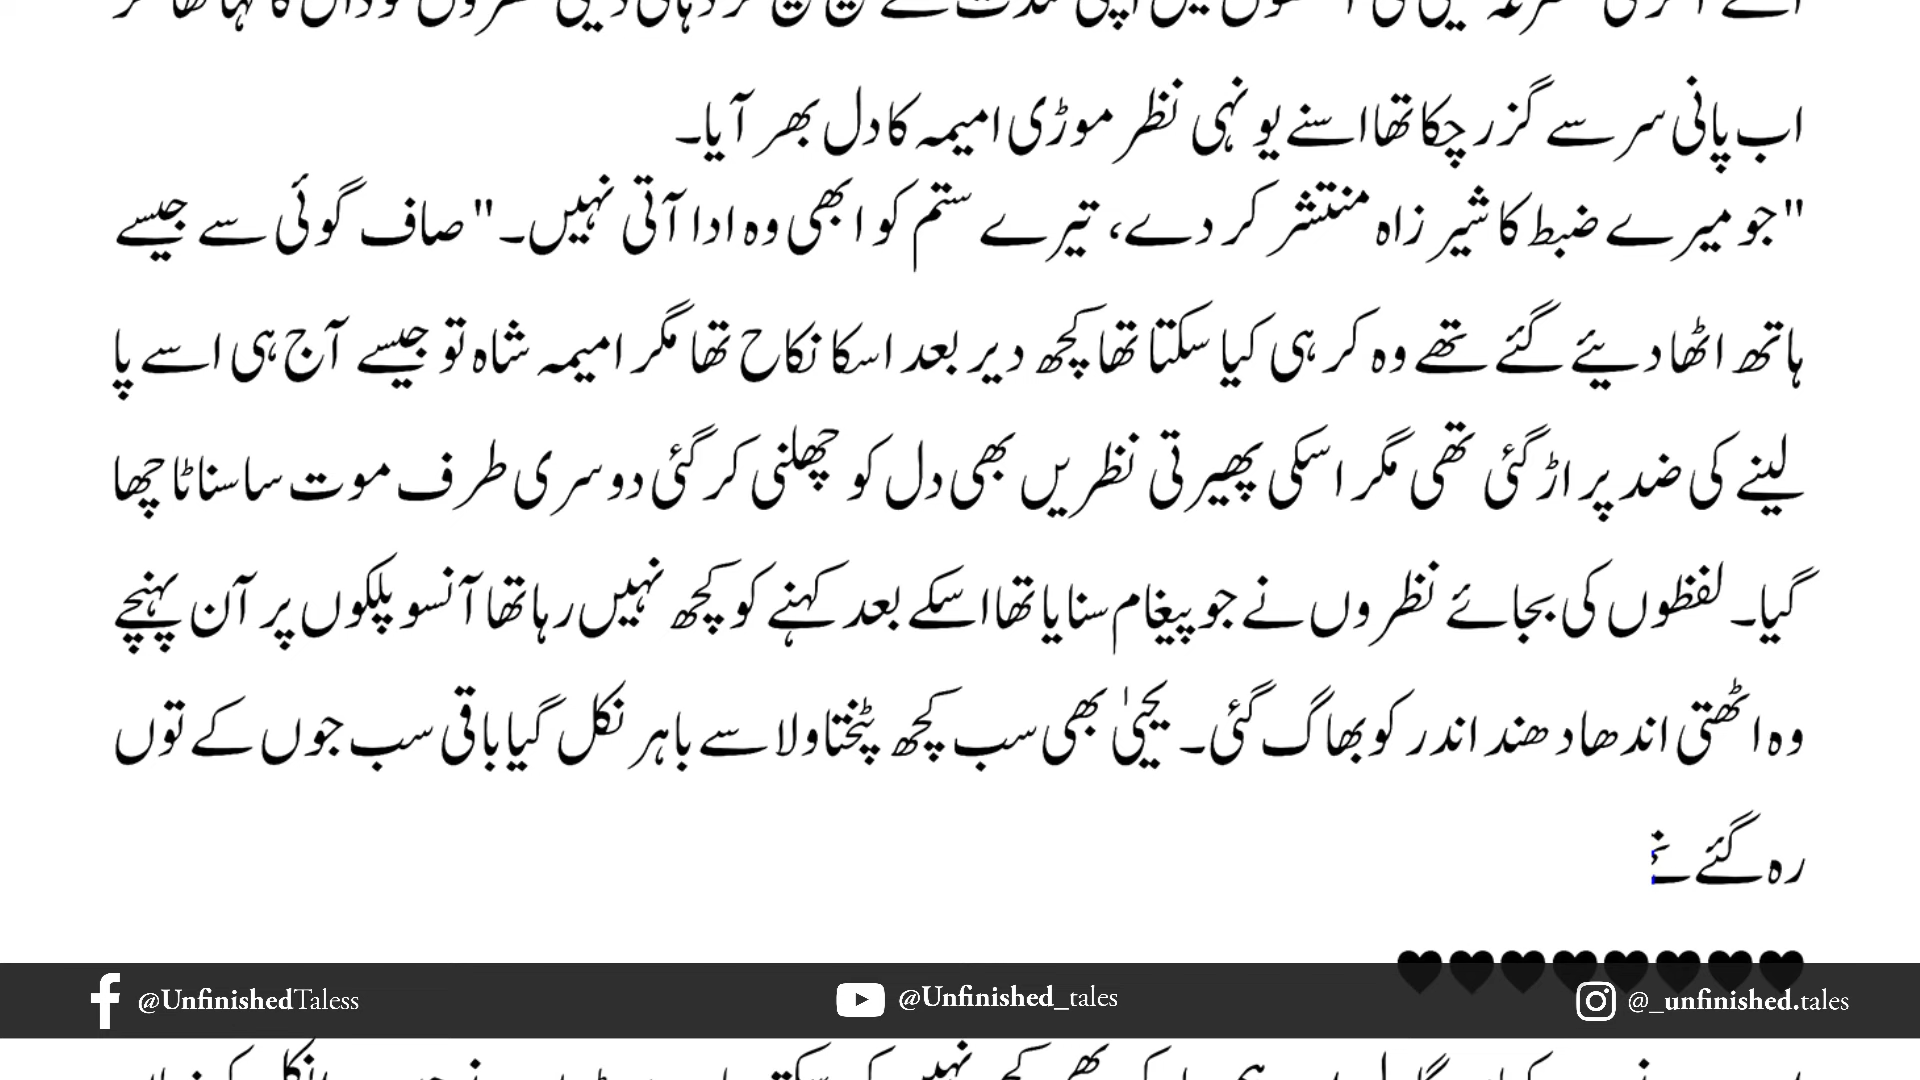 اب پانی سر سے گزر چکا تھا اسنے یونہی نظر موڑی امیمہ کا دل بھر آیا۔
"جو میرے ضبط کا شیر زاہ منتشر کر دے، تیرے ستم کو ابھی وہ ادا آتی نہیں۔" صاف گوئی سے جیسے
ہاتھ اٹھا دیئے گئے تھے وہ کر ہی کیا سکتا تھا کچھ دیر بعد اسکا نکاح تھا مگر امیمہ شاہ تو جیسے آج ہی اسے پا
لینے کی ضد پر اڑ گئی تھی مگر اسکی پھیرتی نظریں بھی دل کو چھلنی کر گئی دوسری طرف موت سا سناٹا چھا
گیا۔ لفظوں کی بجائے نظروں نے جو پیغام سنایا تھا اسکے بعد کہنے کو کچھ نہیں رہا تھا آنسو پلکوں پر آن پہنچے
وہ اٹھتی اندھا دھند اندر کو بھاگ گئی۔ یحییٰ بھی سب کچھ پٹختا ولا سے باہر نکل گیا باقی سب جوں کے توں
رہ گئے
@UnfinishedTaless @Unfinished_tales @_unfinished.tales